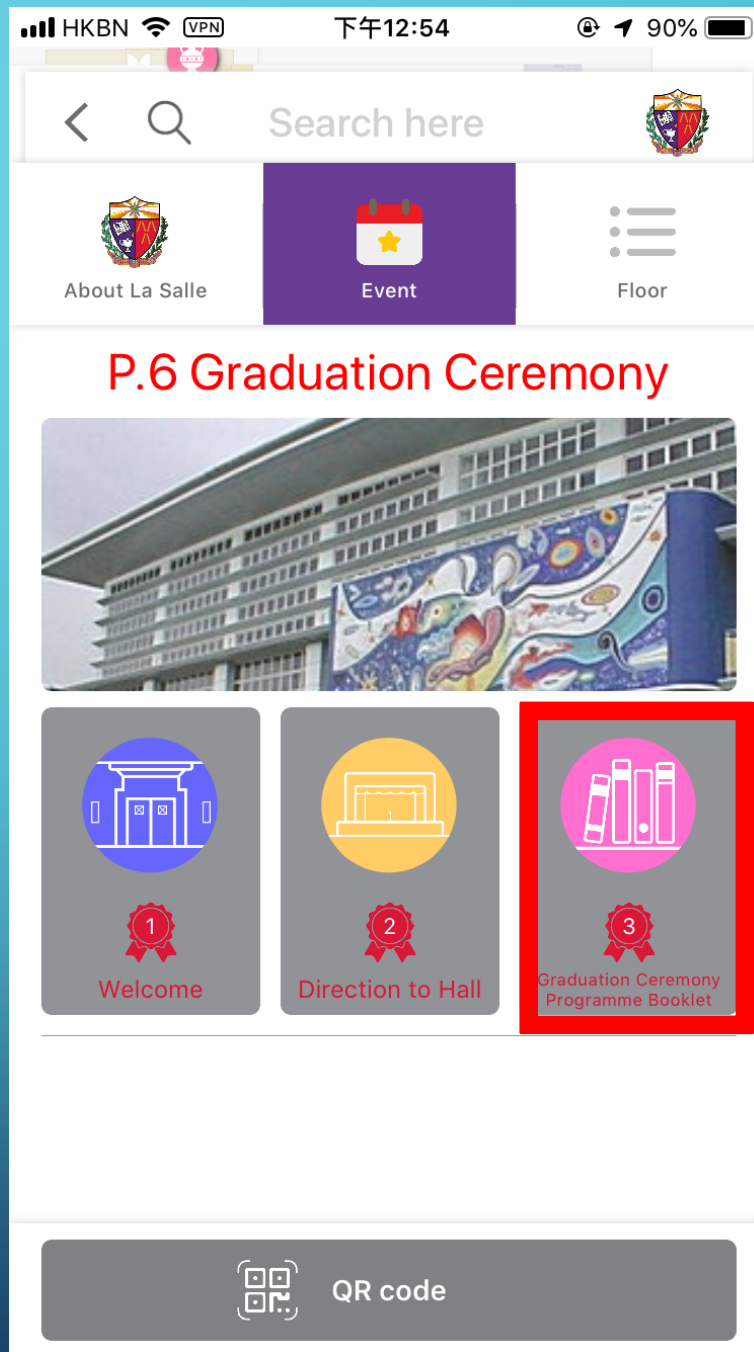 HKBN VPN 下午12:54 90%
Search here
About La Salle
Event
Floor
P.6 Graduation Ceremony
1
Welcome
2
Direction to Hall
3
Graduation Ceremony
Programme Booklet
QR code